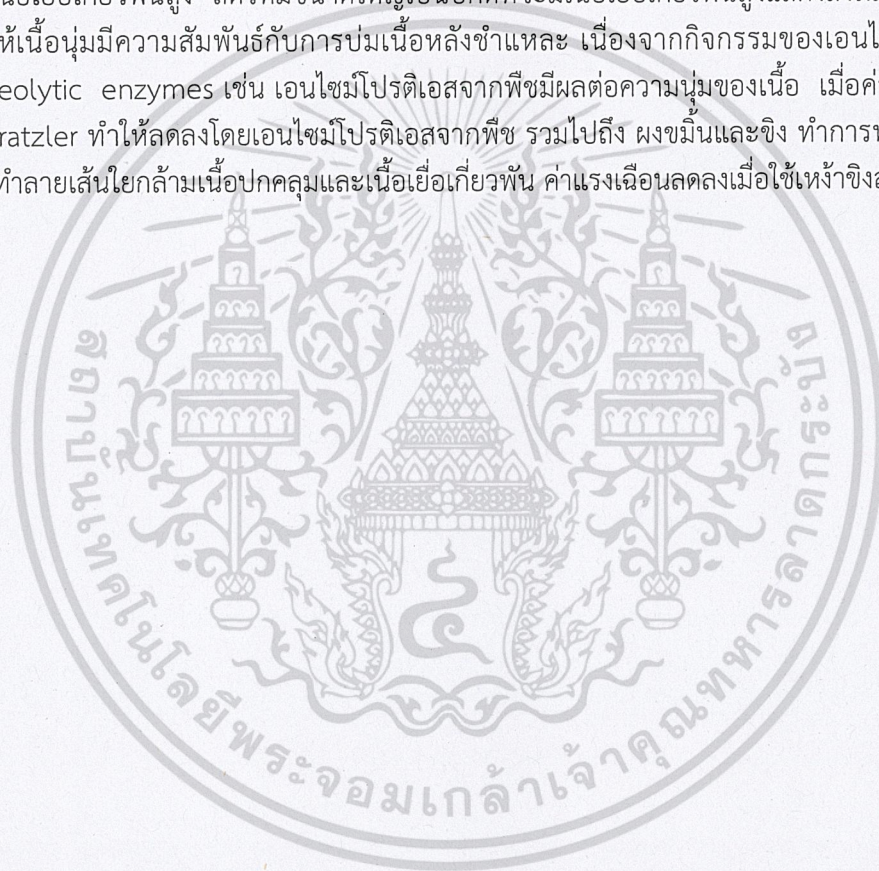 ให้เนื้อนุ่มมีความสัมพันธ์กับการบ่มเนื้อหลังชำแหละ เนื่องจากกิจกรรมของเอนไ
eolytic enzymes เช่น เอนไซม์โปรติเอสจากพืชมีผลต่อความนุ่มของเนื้อ เมื่อค่
ratzler ทำให้ลดลงโดยเอนไซม์โปรติเอสจากพืช รวมไปถึง ผงขมิ้นและขิง ทำการ
ทำลายเส้นใยกล้ามเนื้อปกคลุมและเนื้อเยื่อเกี่ยวพัน ค่าแรงเฉือนลดลงเมื่อใช้เหง้าขิง
๔
สถาบันเทคโนโลยีพระจอมเกล้าเจ้าคุณทหารลาดกระบัง